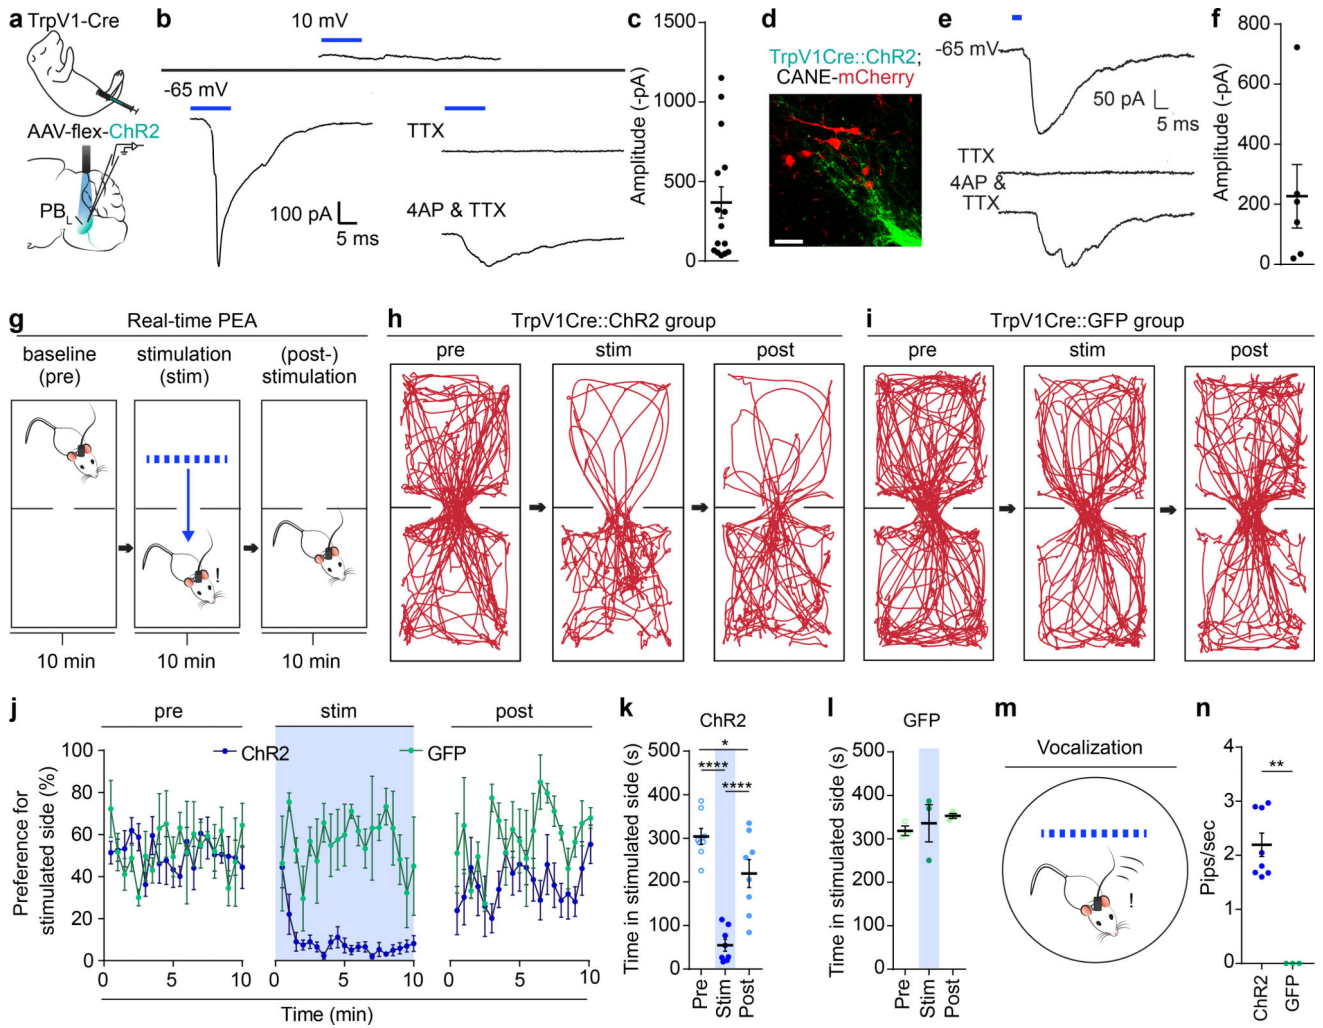 a
TrpV1-Cre
AAV-flex-ChR2
PBL
b
10 mV
-65 mV
TTX
100 pA
5 ms
4AP & TTX
c
1500
1000
500
0
Amplitude (-pA)
d
TrpV1Cre::ChR2;
CANE-mCherry
e
-65 mV
50 pA
5 ms
TTX
4AP &
TTX
f
800
600
400
200
0
Amplitude (-pA)
g
Real-time PEA
baseline
(pre)
stimulation
(stim)
(post-)
stimulation
!
10 min
10 min
10 min
h
TrpV1Cre::ChR2 group
pre
stim
post
i
TrpV1Cre::GFP group
pre
stim
post
j
pre
stim
post
ChR2
GFP
Preference for
stimulated side (%)
100
80
60
40
20
0
0
5
10
0
5
10
0
5
10
Time (min)
k
ChR2
*
****
****
Time in stimulated side (s)
500
400
300
200
100
0
Pre
Stim
Post
l
GFP
Time in stimulated side (s)
500
400
300
200
100
0
Pre
Stim
Post
m
Vocalization
!
n
**
Pips/sec
4
3
2
1
0
ChR2
GFP